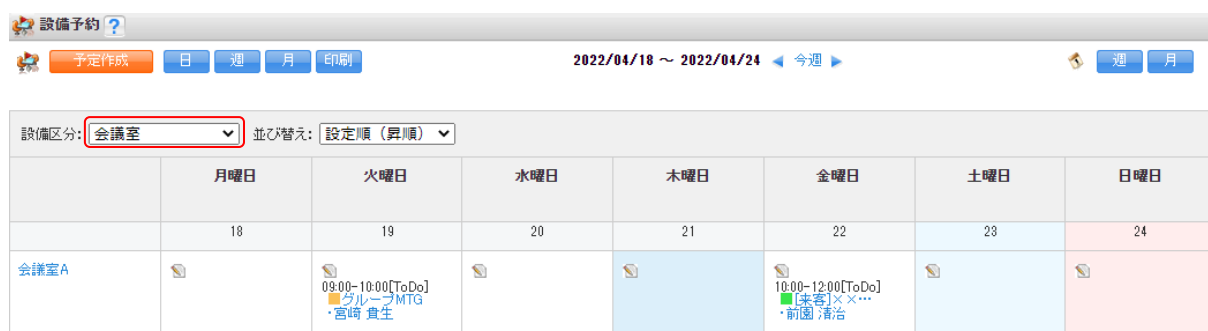 設備予約 ?
予定作成 日 週 月 印刷 2022/04/18 ～ 2022/04/24 今週 週 月
設備区分: 会議室 並び替え: 設定順（昇順）
月曜日 火曜日 水曜日 木曜日 金曜日 土曜日 日曜日
18 19 20 21 22 23 24
会議室A
09:00-10:00[ToDo] 10:00-12:00[ToDo]
グループMTG [来客]××…
・宮崎 貴生 ・前園 清治